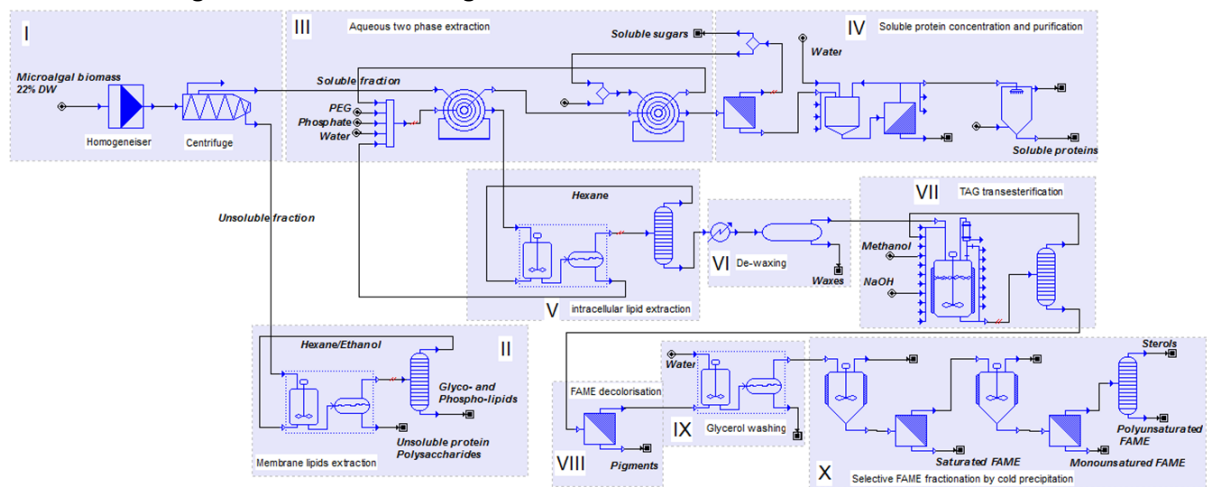 I
III
Aqueous two phase extraction
Soluble sugars
IV
Soluble protein concentration and purification
Water
Microalgal biomass
22% DW
Soluble fraction
PEG
Phosphate
Water
Homogeneiser
Centrifuge
Soluble proteins
Unsoluble fraction
Hexane
VII
TAG transesterification
Methanol
NaOH
VI
De-waxing
Waxes
V
intracellular lipid extraction
Hexane/Ethanol
II
Glyco- and
Phospho-lipids
Unsoluble protein
Polysaccharides
Membrane lipids extraction
Water
FAME decolorisation
IX
Glycerol washing
VIII
Pigments
Sterols
Polyunsaturated
FAME
Saturated FAME
Monounsatured FAME
X
Selective FAME fractionation by cold precipitation